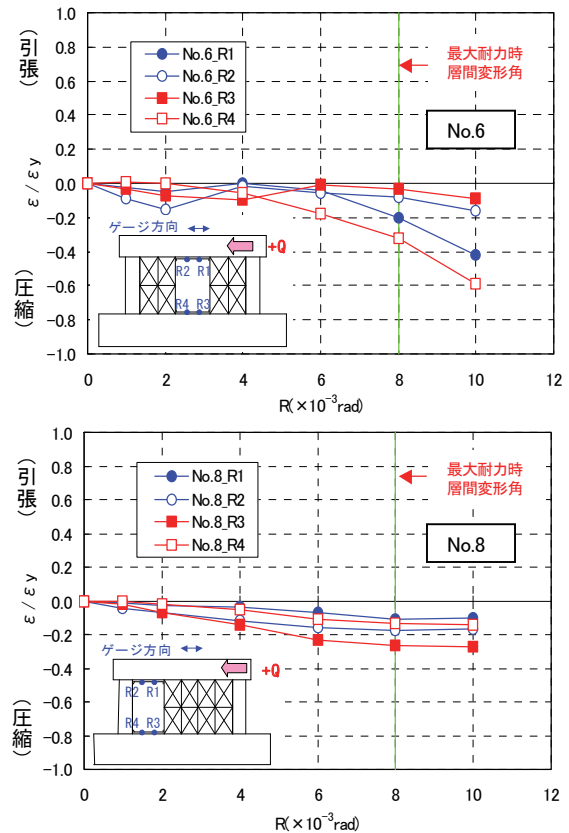 1.0
0.8
0.6
0.4
0.2
0.0
-0.2
-0.4
-0.6
-0.8
-1.0
(引張)
ε/εy
(圧縮)
No.6_R1
No.6_R2
No.6_R3
No.6_R4
最大耐力時
層間変形角
No.6
ゲージ方向
+Q
R2 R1
R4 R3
0 2 4 6 8 10 12
R(×10⁻³rad)
1.0
0.8
0.6
0.4
0.2
0.0
-0.2
-0.4
-0.6
-0.8
-1.0
(引張)
ε/εy
(圧縮)
No.8_R1
No.8_R2
No.8_R3
No.8_R4
最大耐力時
層間変形角
No.8
ゲージ方向
+Q
R2 R1
R4 R3
0 2 4 6 8 10 12
R(×10⁻³rad)